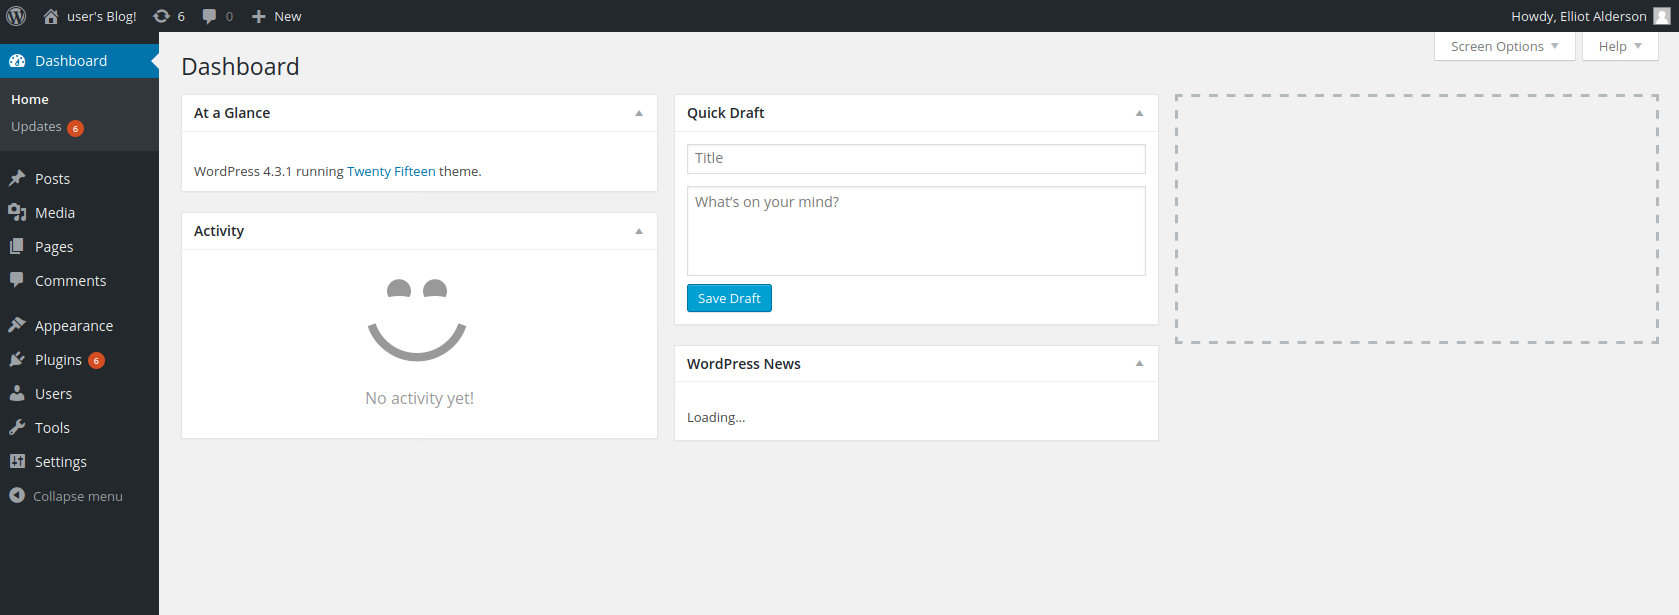 user's Blog! 6 0 New Howdy, Elliot Alderson
Screen Options Help
Dashboard
Home
Updates 6
Posts
Media
Pages
Comments
Appearance
Plugins 6
Users
Tools
Settings
Collapse menu
Dashboard
At a Glance
WordPress 4.3.1 running Twenty Fifteen theme.
Activity
No activity yet!
Quick Draft
Title
What's on your mind?
Save Draft
WordPress News
Loading...